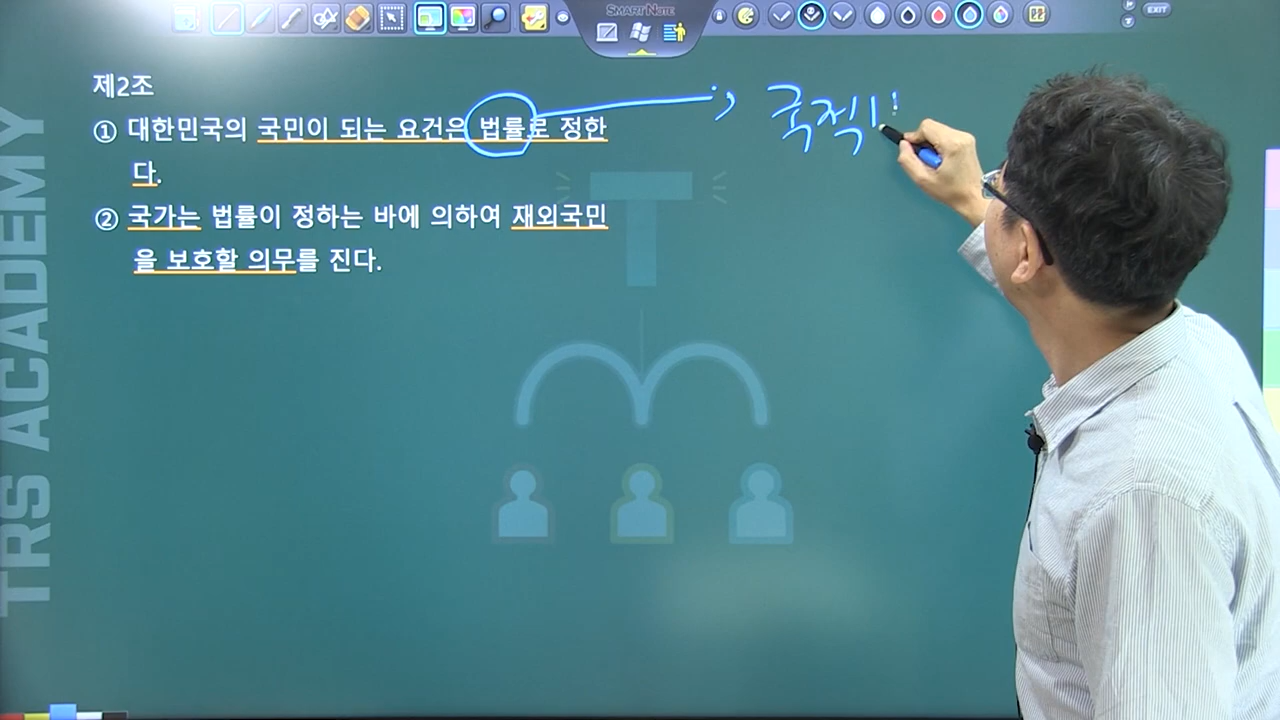 SMART NOTE
EXIT
제2조
① 대한민국의 국민이 되는 요건은 법률로 정한
다.
② 국가는 법률이 정하는 바에 의하여 재외국민
을 보호할 의무를 진다.
TRS ACADEMY